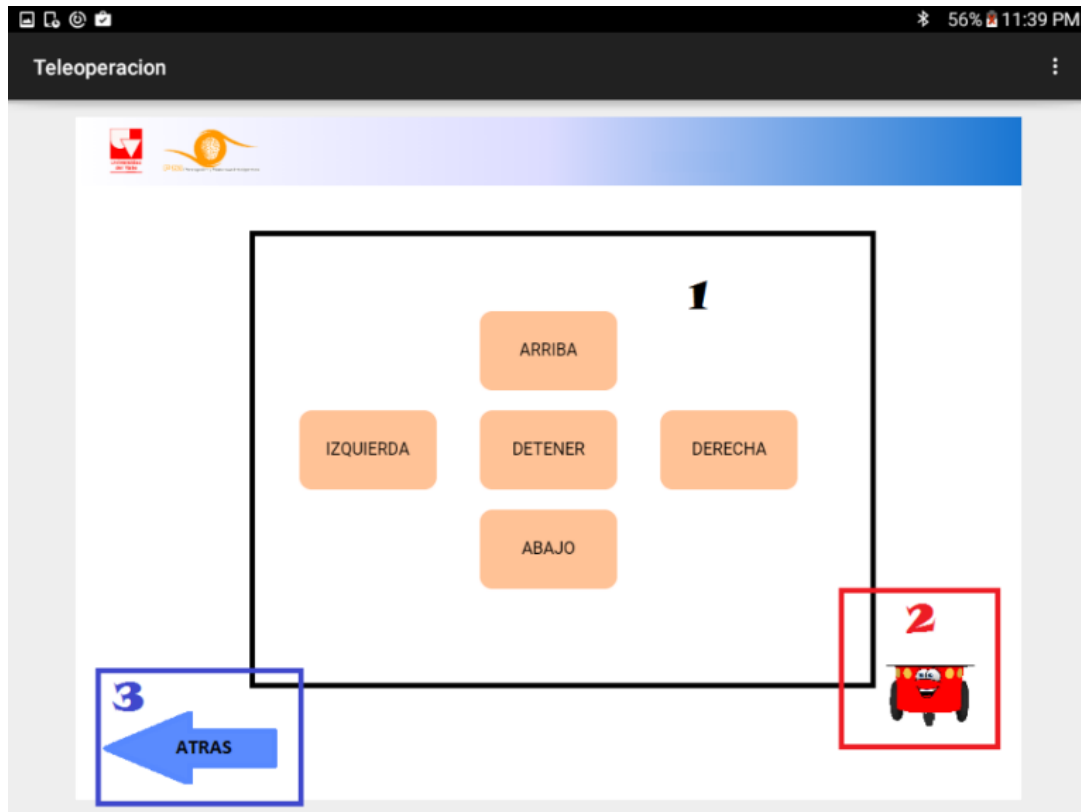 56% 11:39 PM
Teleoperacion
1
ARRIBA
IZQUIERDA DETENER DERECHA
ABAJO
2
3
ATRAS